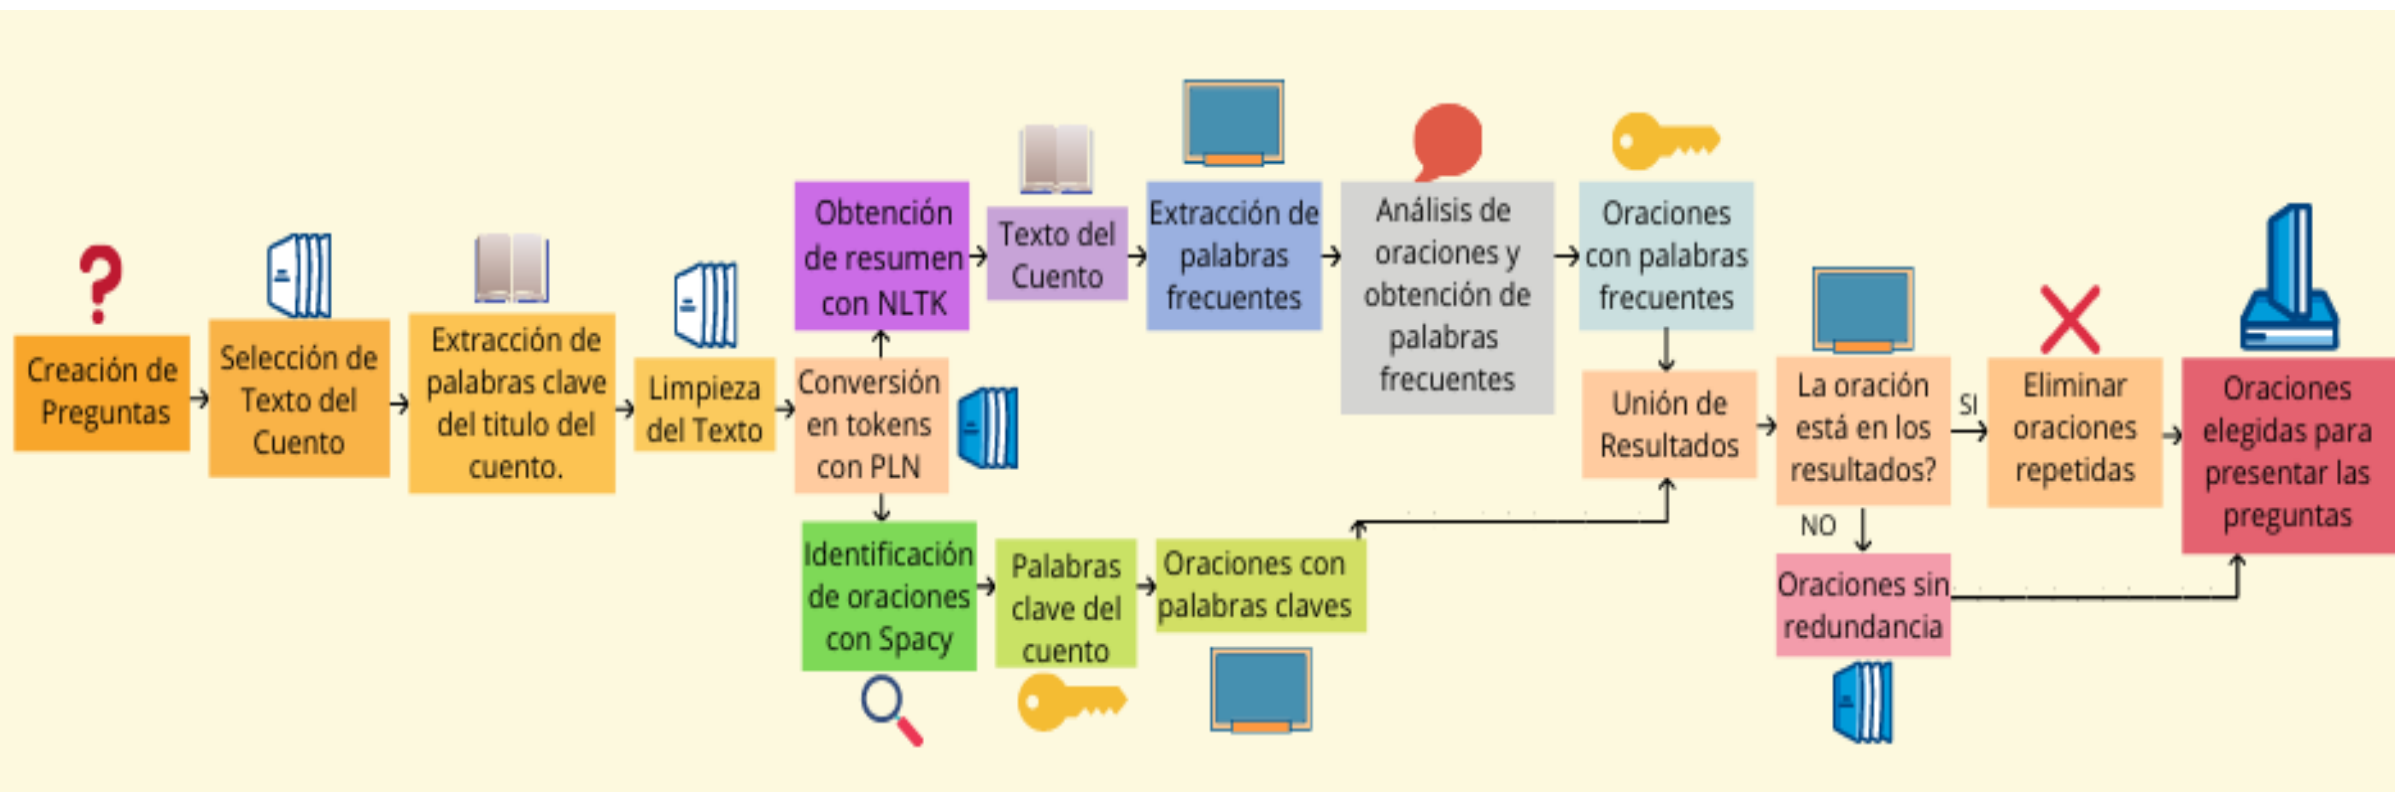 Creación de
Preguntas
Selección de
Texto del
Cuento
Extracción de
palabras clave
del titulo del
cuento.
Limpieza
del Texto
Conversión
en tokens
con PLN
Obtención
de resumen
con NLTK
Texto del
Cuento
Extracción de
palabras
frecuentes
Análisis de
oraciones y
obtención de
palabras
frecuentes
Oraciones
con palabras
frecuentes
Identificación
de oraciones
con Spacy
Palabras
clave del
cuento
Oraciones con
palabras claves
Unión de
Resultados
La oración
está en los
resultados?
SI
Eliminar
oraciones
repetidas
NO
Oraciones sin
redundancia
Oraciones
elegidas para
presentar las
preguntas